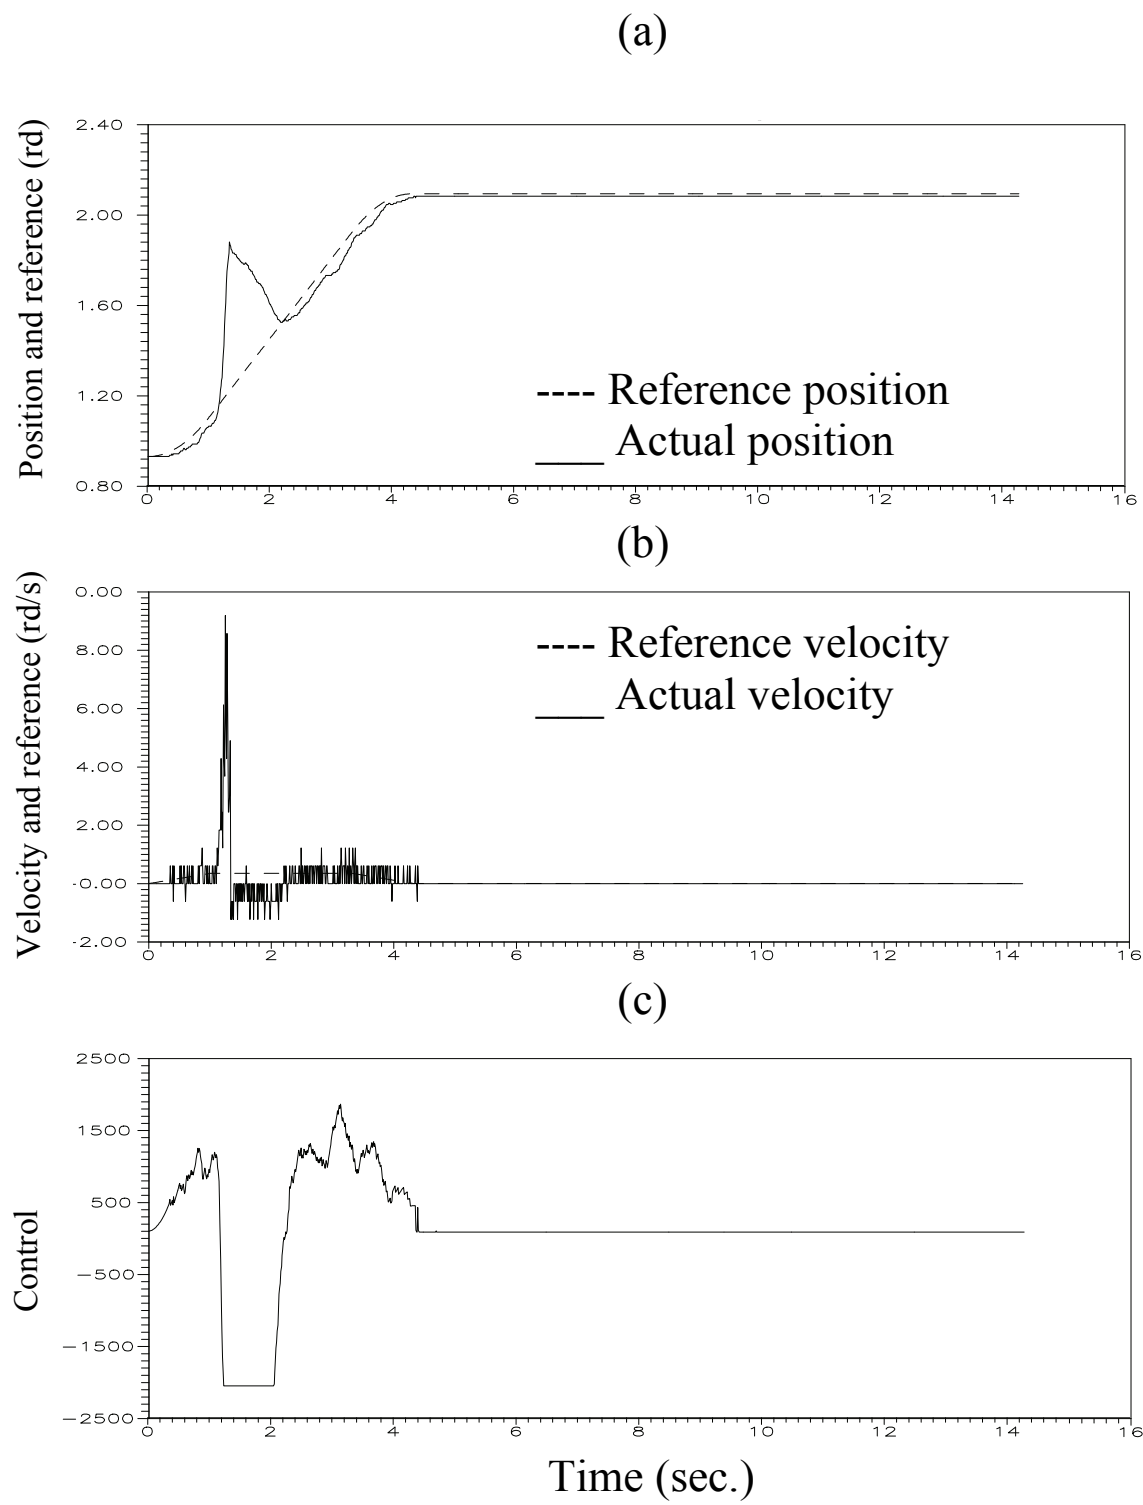 (a)
Position and reference (rd)
2.40
2.00
1.60
1.20
0.80
---- Reference position
___ Actual position
0 2 4 6 8 10 12 14 16
(b)
Velocity and reference (rd/s)
0.00
8.00
6.00
4.00
2.00
-0.00
-2.00
---- Reference velocity
___ Actual velocity
0 2 4 6 8 10 12 14 16
(c)
Control
2500
1500
500
-500
-1500
-2500
0 2 4 6 8 10 12 14 16
Time (sec.)